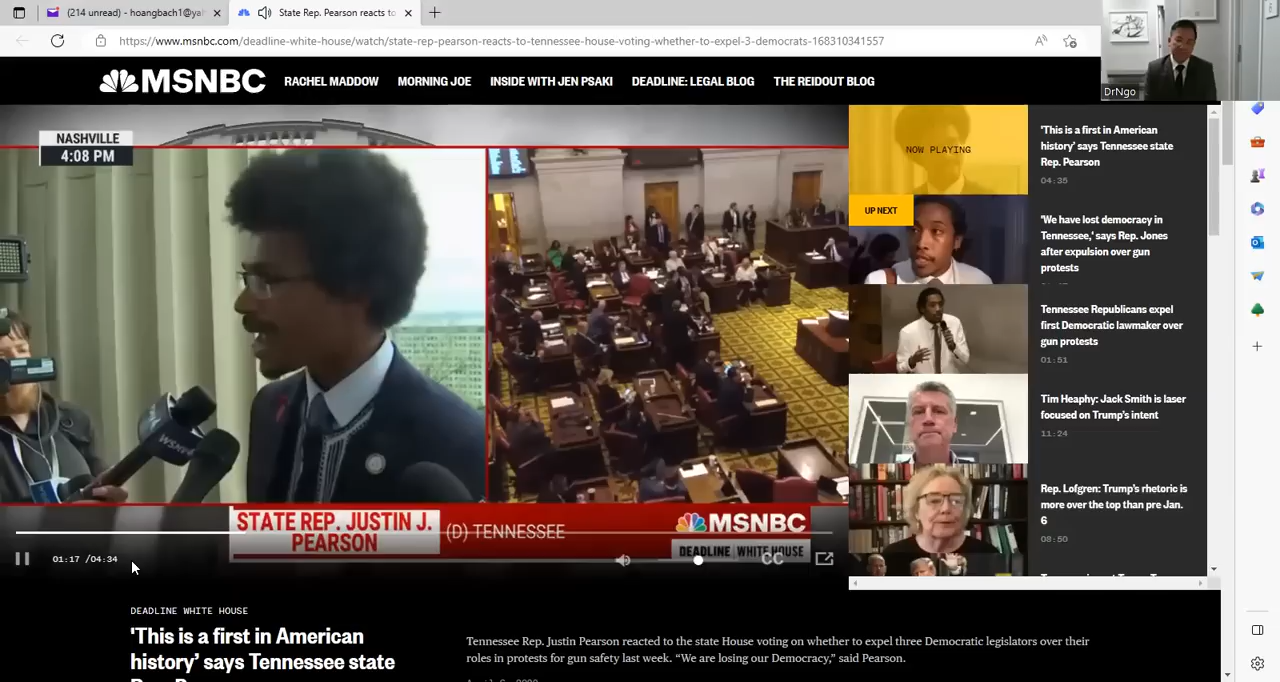 (214 unread) - hoangbach1@ya
State Rep. Pearson reacts to
https://www.msnbc.com/deadline-white-house/watch/state-rep-pearson-reacts-to-tennessee-house-voting-whether-to-expel-3-democrats-168310341557
DrNgo
MSNBC
RACHEL MADDOW
MORNING JOE
INSIDE WITH JEN PSAKI
DEADLINE: LEGAL BLOG
THE REIDOUT BLOG
NASHVILLE
4:08 PM
WSMV
STATE REP. JUSTIN J.
PEARSON
(D) TENNESSEE
MSNBC
DEADLINE WHITE HOUSE
01:17 /04:34
CC
NOW PLAYING
'This is a first in American
history' says Tennessee state
Rep. Pearson
04:35
UP NEXT
'We have lost democracy in
Tennessee,' says Rep. Jones
after expulsion over gun
protests
Tennessee Republicans expel
first Democratic lawmaker over
gun protests
01:51
Tim Heaphy: Jack Smith is laser
focused on Trump's intent
11:24
Rep. Lofgren: Trump's rhetoric is
more over the top than pre Jan.
6
08:50
DEADLINE WHITE HOUSE
'This is a first in American
history' says Tennessee state
Tennessee Rep. Justin Pearson reacted to the state House voting on whether to expel three Democratic legislators over their
roles in protests for gun safety last week. "We are losing our Democracy," said Pearson.